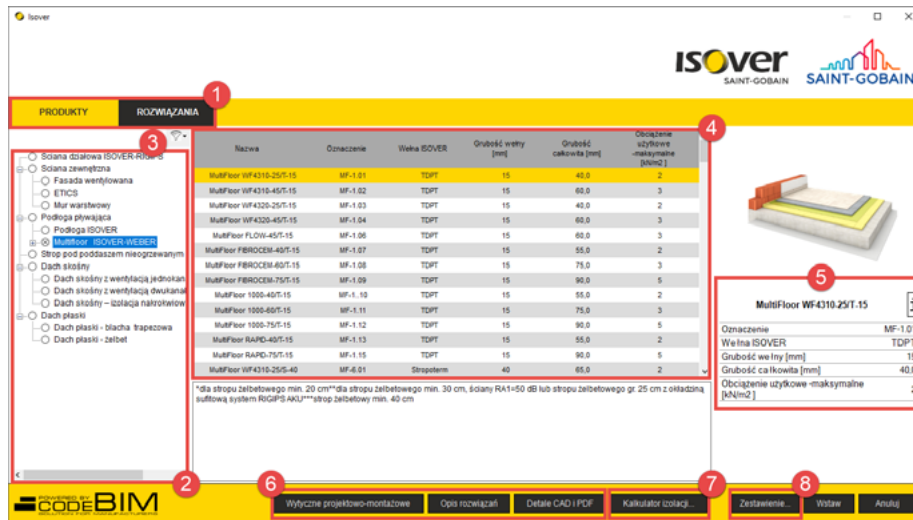 Isover
ISOVER
SAINT-GOBAIN
SAINT-GOBAIN
1
PRODUKTY
ROZWIĄZANIA
3
Ściana działowa ISOVER-RIGIPS
Ściana zewnętrzna
Fasada wentylowana
ETICS
Mur warstwowy
Podłoga pływająca
Podłoga ISOVER
Multifloor ISOVER-WEBER
Strop pod poddaszem nieogrzewanym
Dach skośny
Dach skośny z wentylacją jednokan
Dach skośny z wentylacją dwukanał
Dach skośny – izolacja nakrokwiow
Dach płaski
Dach płaski - blacha trapezowa
Dach płaski - żelbet
2
4
Nazwa Oznaczenie Wełna ISOVER Grubość wełny [mm] Grubość całkowita [mm] Obciążenie użytkowe -maksymalne [kN/m2 ]
MultiFloor WF4310-25/T-15 MF-1.01 TDPT 15 40,0 2
MultiFloor WF4310-45/T-15 MF-1.02 TDPT 15 60,0 3
MultiFloor WF4320-25/T-15 MF-1.03 TDPT 15 40,0 2
MultiFloor WF4320-45/T-15 MF-1.04 TDPT 15 60,0 3
MultiFloor FLOW-45/T-15 MF-1.06 TDPT 15 60,0 3
MultiFloor FIBROCEM-40/T-15 MF-1.07 TDPT 15 55,0 2
MultiFloor FIBROCEM-60/T-15 MF-1.08 TDPT 15 75,0 3
MultiFloor FIBROCEM-75/T-15 MF-1.09 TDPT 15 90,0 5
MultiFloor 1000-40/T-15 MF-1..10 TDPT 15 55,0 2
MultiFloor 1000-60/T-15 MF-1.11 TDPT 15 75,0 3
MultiFloor 1000-75/T-15 MF-1.12 TDPT 15 90,0 5
MultiFloor RAPID-40/T-15 MF-1.13 TDPT 15 55,0 2
MultiFloor RAPID-75/T-15 MF-1.15 TDPT 15 90,0 5
MultiFloor WF4310-25/S-40 MF-6.01 Stropoterm 40 65,0 2
*dla stropu żelbetowego min. 20 cm**dla stropu żelbetowego min. 30 cm, ściany RA1=50 dB lub stropu żelbetowego gr. 25 cm z okładziną
sufitową system RIGIPS AKU***strop żelbetowy min. 40 cm
5
MultiFloor WF4310-25/T-15
Oznaczenie MF-1.01
Wełna ISOVER TDPT
Grubość wełny [mm] 15
Grubość całkowita [mm] 40,0
Obciążenie użytkowe -maksymalne
[kN/m2 ]
POWERED BY
CODEBIM
SOLUTION FOR MANUFACTURERS
6
Wytyczne projektowo-montażowe
Opis rozwiązań
Detale CAD i PDF
7
Kalkulator izolacji...
8
Zestawienie...
Wstaw
Anuluj